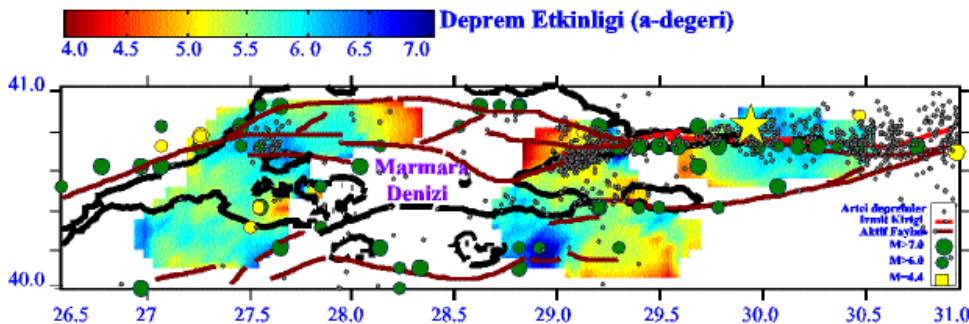 Deprem Etkinligi (a-degeri)
4.0 4.5 5.0 5.5 6.0 6.5 7.0
41.0
Marmara
Denizi
Artci depremler
Izmit Kirigi
Aktif Faylar
M>7.0
M>6.0
M=4.4
40.0
26.5 27 27.5 28.0 28.5 29.0 29.5 30.0 30.5 31.0